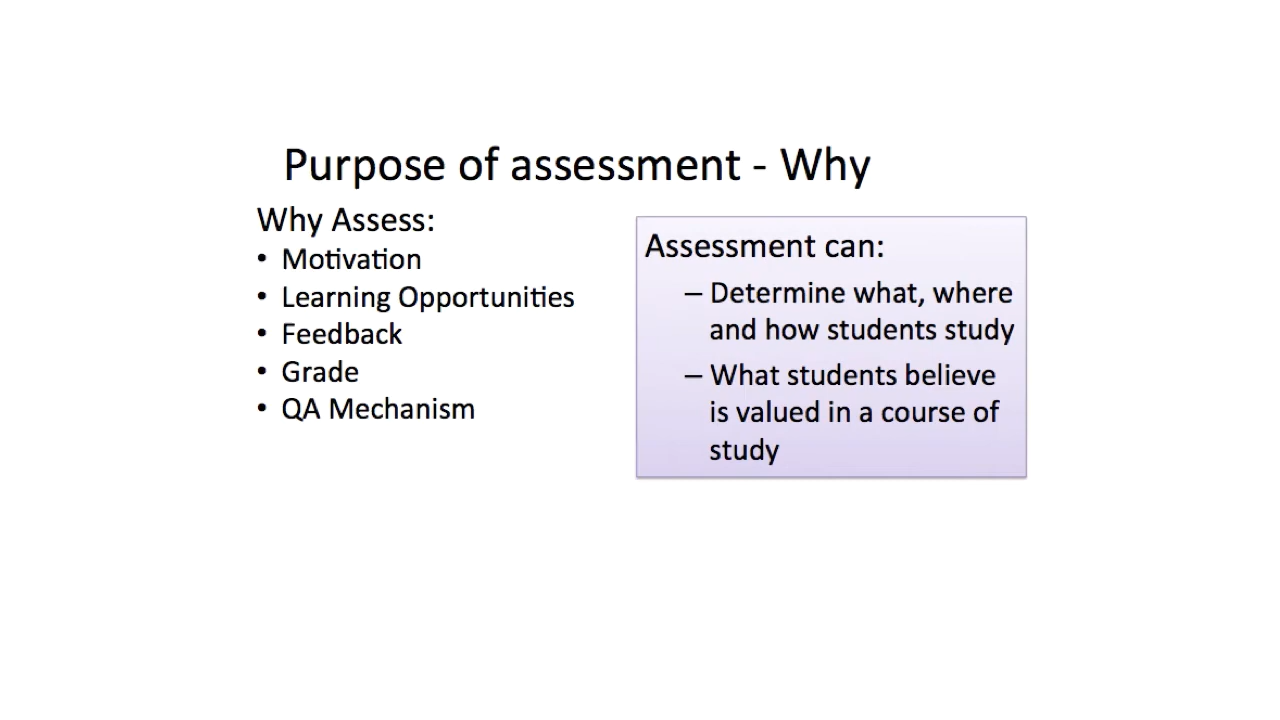 Purpose of assessment - Why
Why Assess:
• Motivation
• Learning Opportunities
• Feedback
• Grade
• QA Mechanism
Assessment can:
– Determine what, where
and how students study
– What students believe
is valued in a course of
study